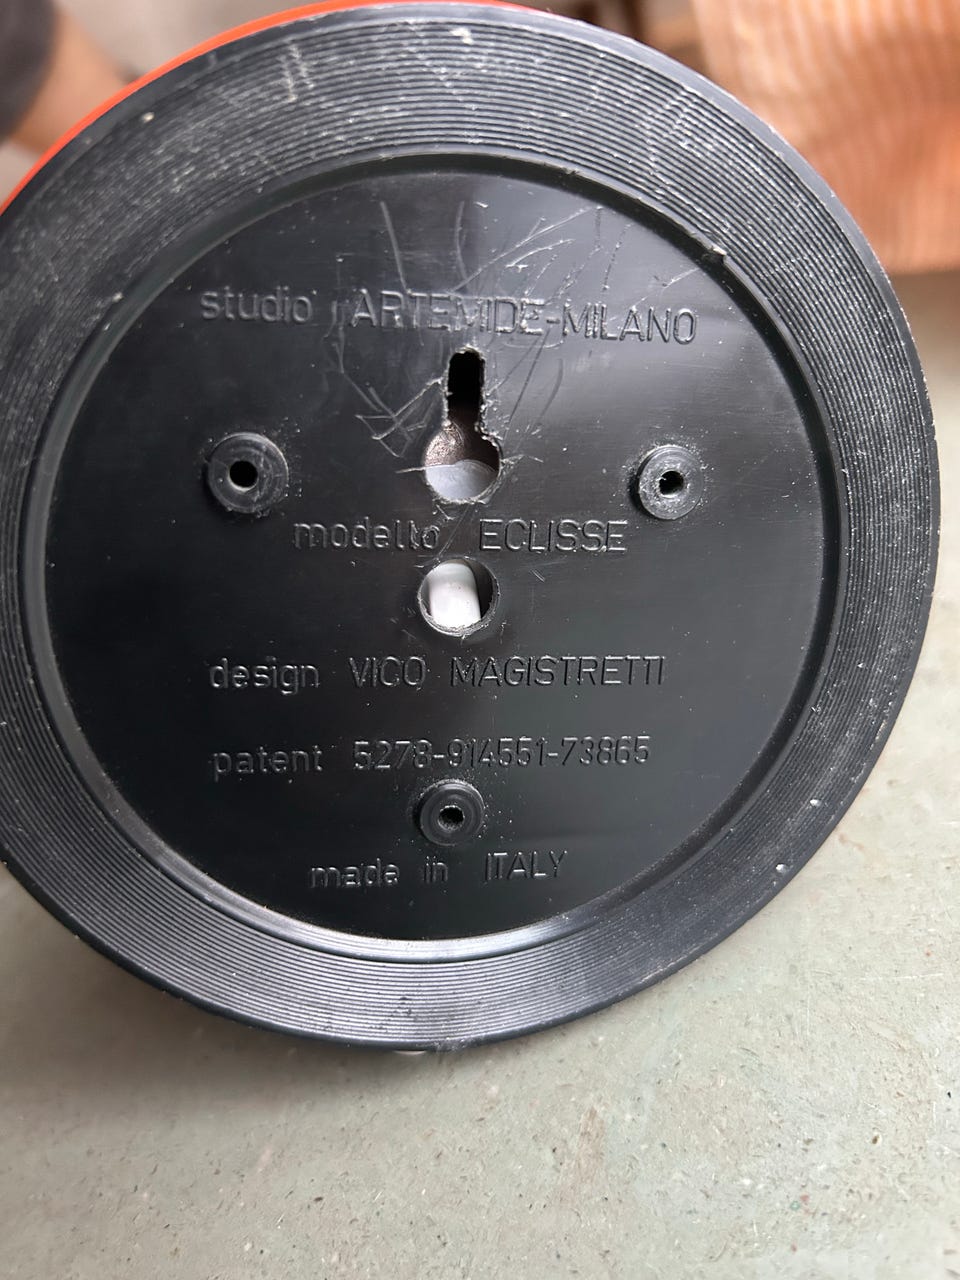 studio ARTEMIDE-MILANO
modello ECLISSE
design VICO MAGISTRETTI
patent 5278-914551-73865
made in ITALY